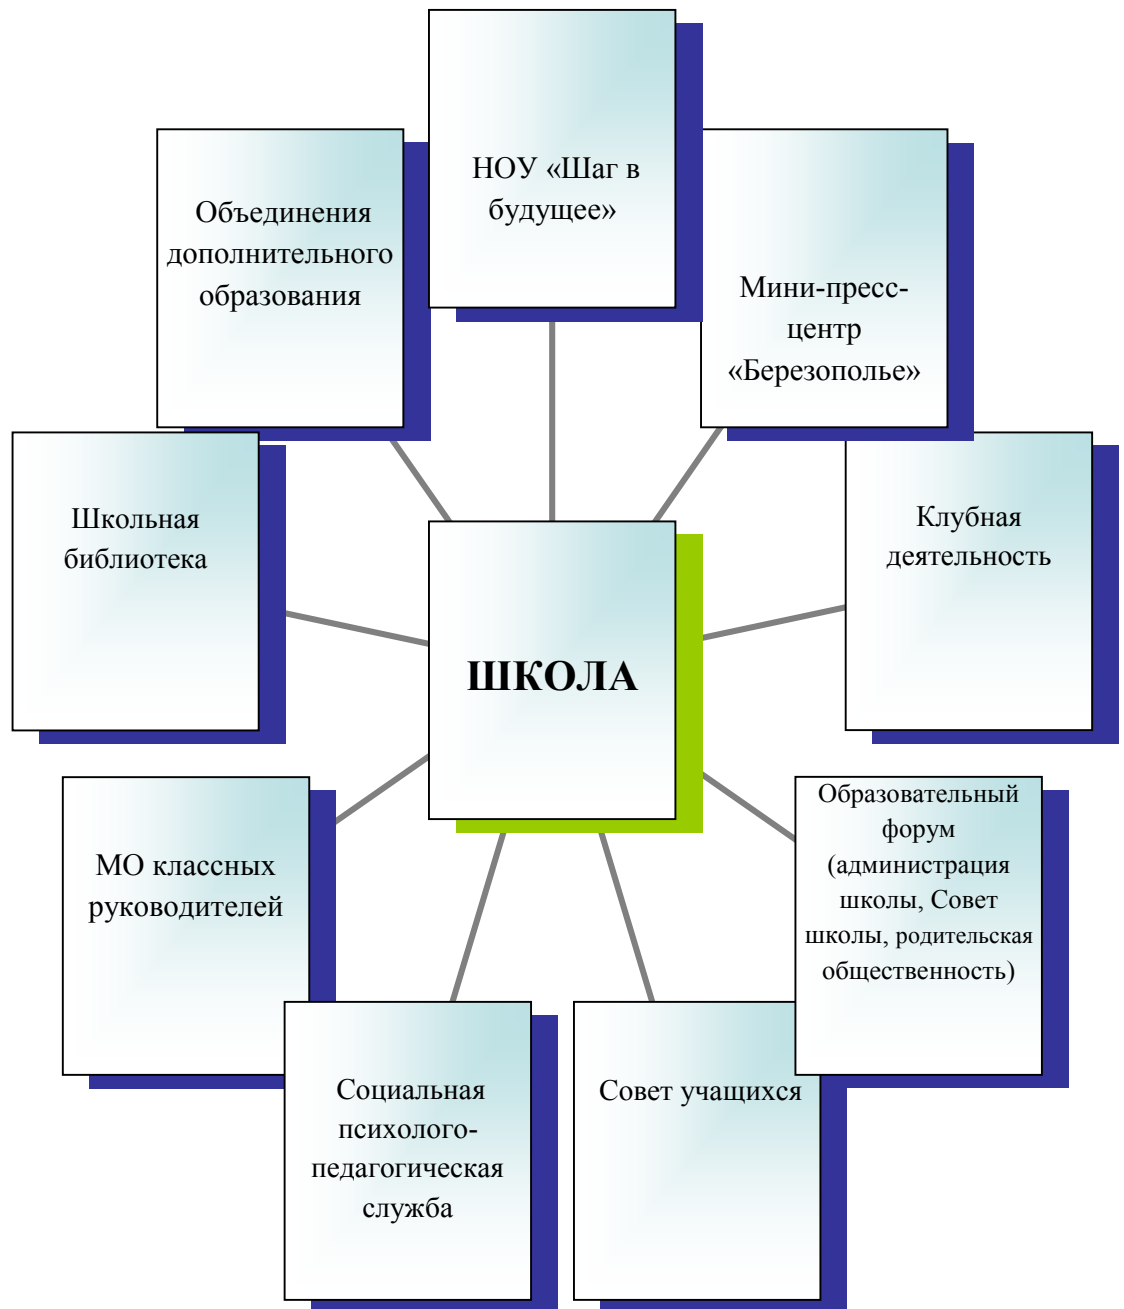 НОУ «Шаг в
будущее»
Объединения
дополнительного
образования
Мини-пресс-
центр
«Березополье»
Школьная
библиотека
Клубная
деятельность
ШКОЛА
МО классных
руководителей
Образовательный
форум
(администрация
школы, Совет
школы, родительская
общественность)
Социальная
психолого-
педагогическая
служба
Совет учащихся